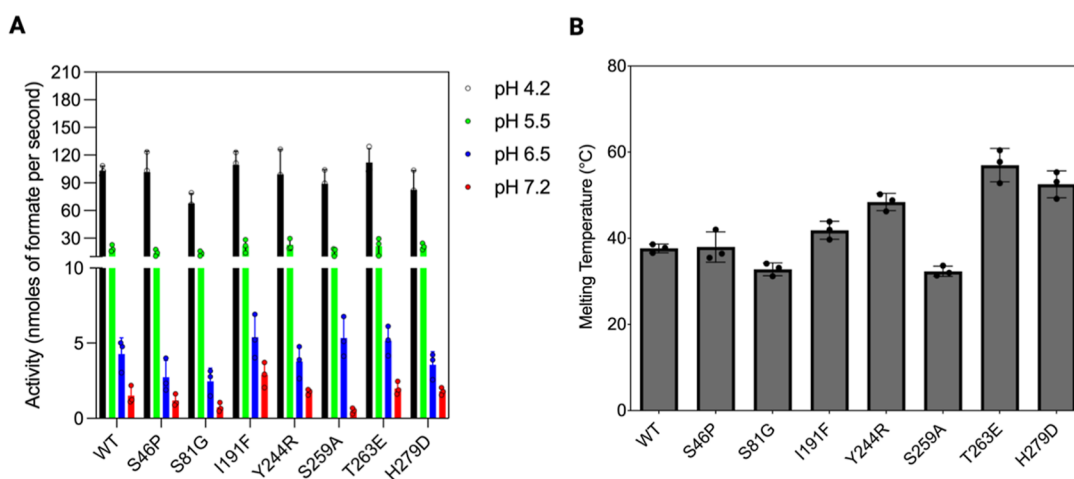 A
Activity (nmoles of formate per second)
210
180
150
120
90
60
30
10
5
0
WT
S46P
S81G
I191F
Y244R
S259A
T263E
H279D
pH 4.2
pH 5.5
pH 6.5
pH 7.2
B
Melting Temperature (°C)
80
60
40
20
0
WT
S46P
S81G
I191F
Y244R
S259A
T263E
H279D